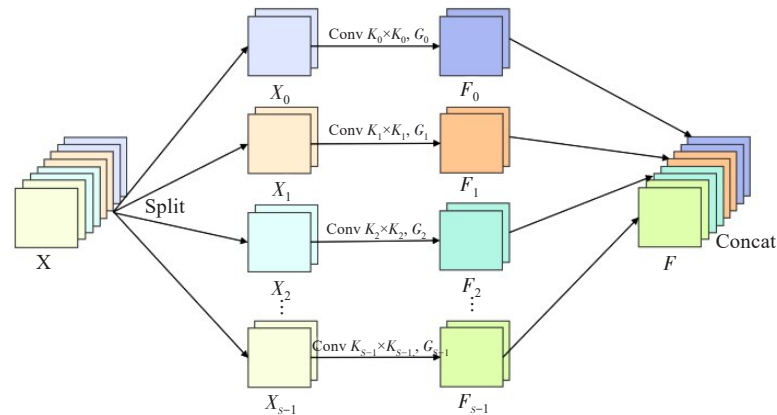 Conv K₀×K₀, G₀
X₀
F₀
Conv K₁×K₁, G₁
X₁
F₁
Split
X
Conv K₂×K₂, G₂
X₂
F₂
⋮
⋮
F
Concat
Conv Kₛ₋₁×Kₛ₋₁,, Gₛ₋₁
Xₛ₋₁
Fₛ₋₁